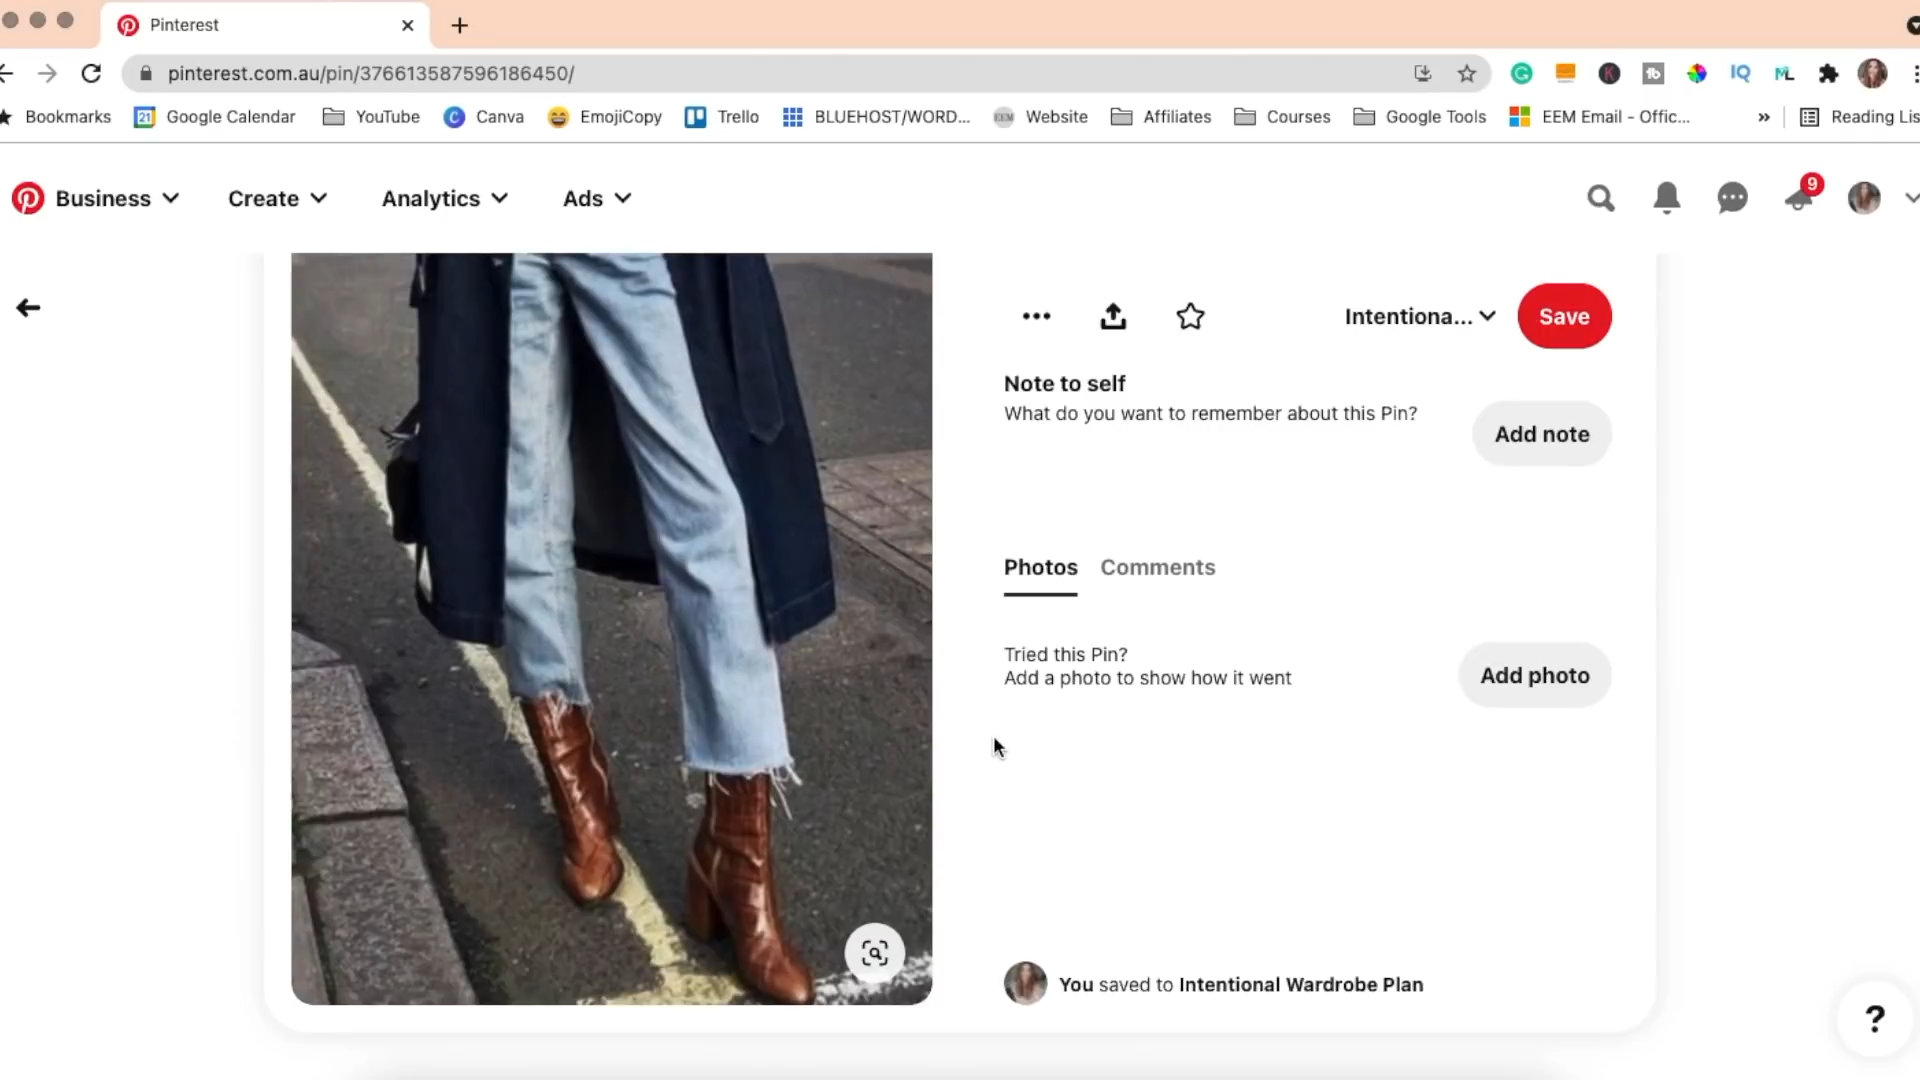 Pinterest
pinterest.com.au/pin/376613587596186450/
Bookmarks
21
Google Calendar
YouTube
Canva
EmojiCopy
Trello
BLUEHOST/WORD...
EEM
Website
Affiliates
Courses
Google Tools
EEM Email - Offic...
Reading Lis
Business
Create
Analytics
Ads
9
Intentiona...
Save
Note to self
What do you want to remember about this Pin?
Add note
Photos
Comments
Tried this Pin?
Add a photo to show how it went
Add photo
You saved to Intentional Wardrobe Plan
?